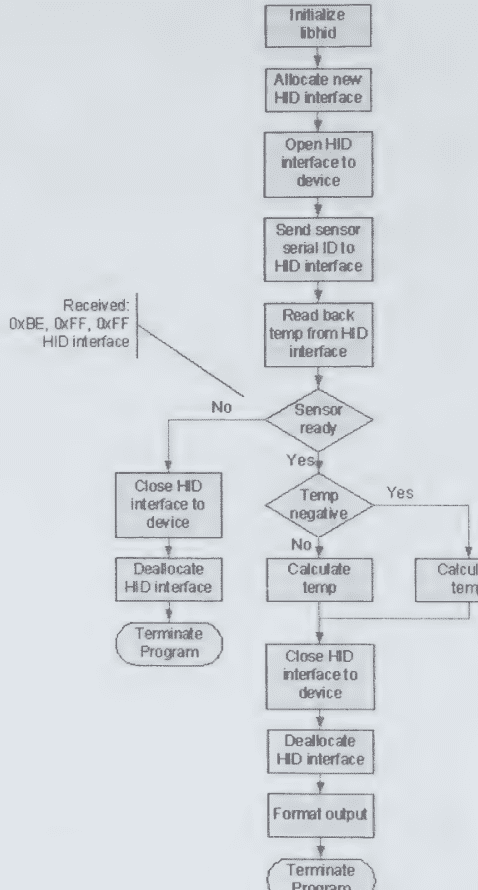 Initialize
libhid
Allocate new
HID interface
Open HID
interface to
device
Send sensor
serial ID to
HID interface
Read back
temp from HID
interface
Received:
0xBE, 0xFF, 0xFF
HID interface
Sensor
ready
No
Yes
Close HID
interface to
device
Deallocate
HID interface
Terminate
Program
Temp
negative
Yes
No
Calculate
temp
Calcul
tem
Close HID
interface to
device
Deallocate
HID interface
Format output
Terminate
Program